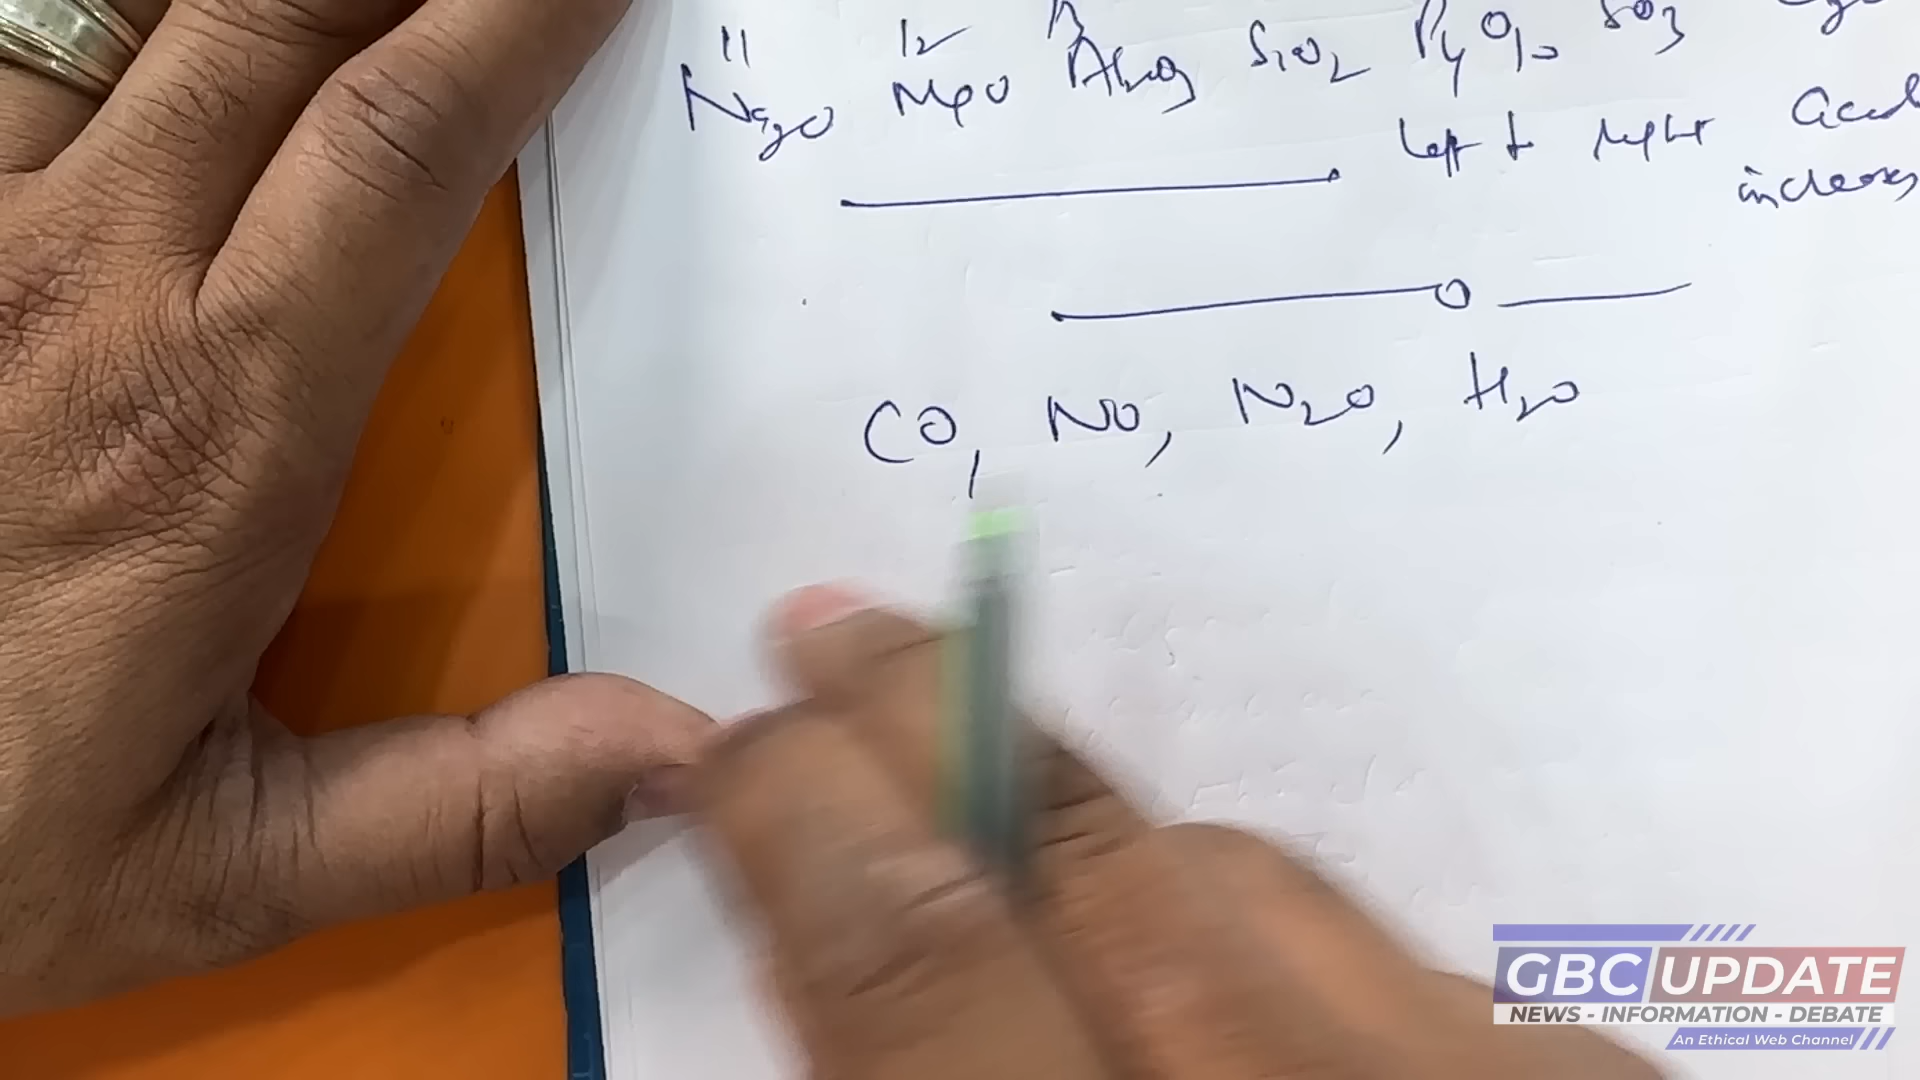 11 12 13
Na2O MgO Al2O3 SiO2 P4O10 SO3
left to right
increases
CO, NO, N2O, H2O
GBC UPDATE
NEWS - INFORMATION - DEBATE
An Ethical Web Channel